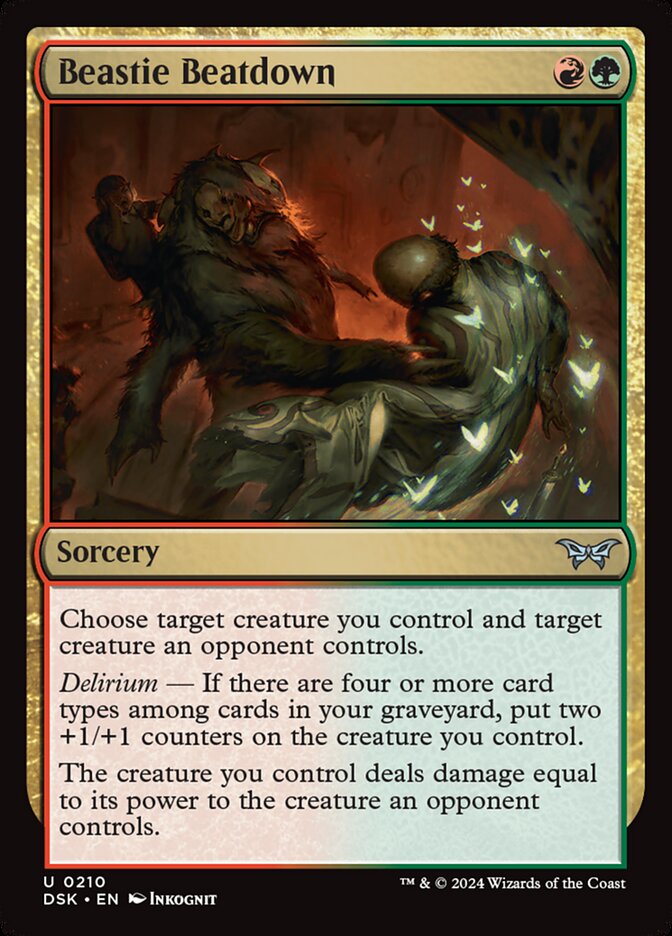 Beastie Beatdown
Sorcery
Choose target creature you control and target
creature an opponent controls.
Delirium — If there are four or more card
types among cards in your graveyard, put two
+1/+1 counters on the creature you control.
The creature you control deals damage equal
to its power to the creature an opponent
controls.
U 0210
DSK • EN Inkognit
™ & © 2024 Wizards of the Coast